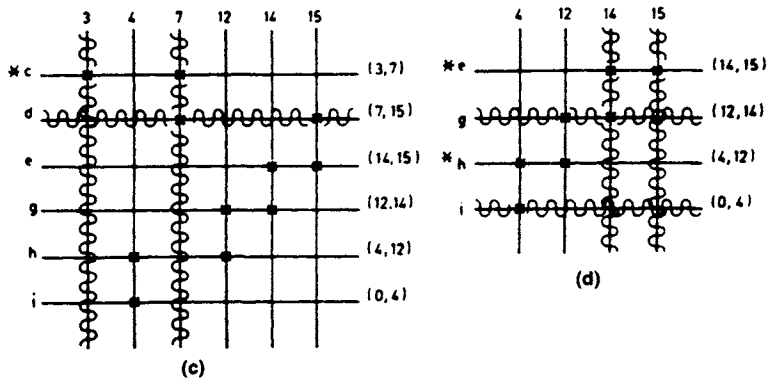 3 4 7 12 14 15
*c (3,7)
d (7,15)
e (14,15)
g (12,14)
h (4,12)
i (0,4)
(c)
4 12 14 15
*e (14,15)
g (12,14)
*h (4,12)
i (0,4)
(d)